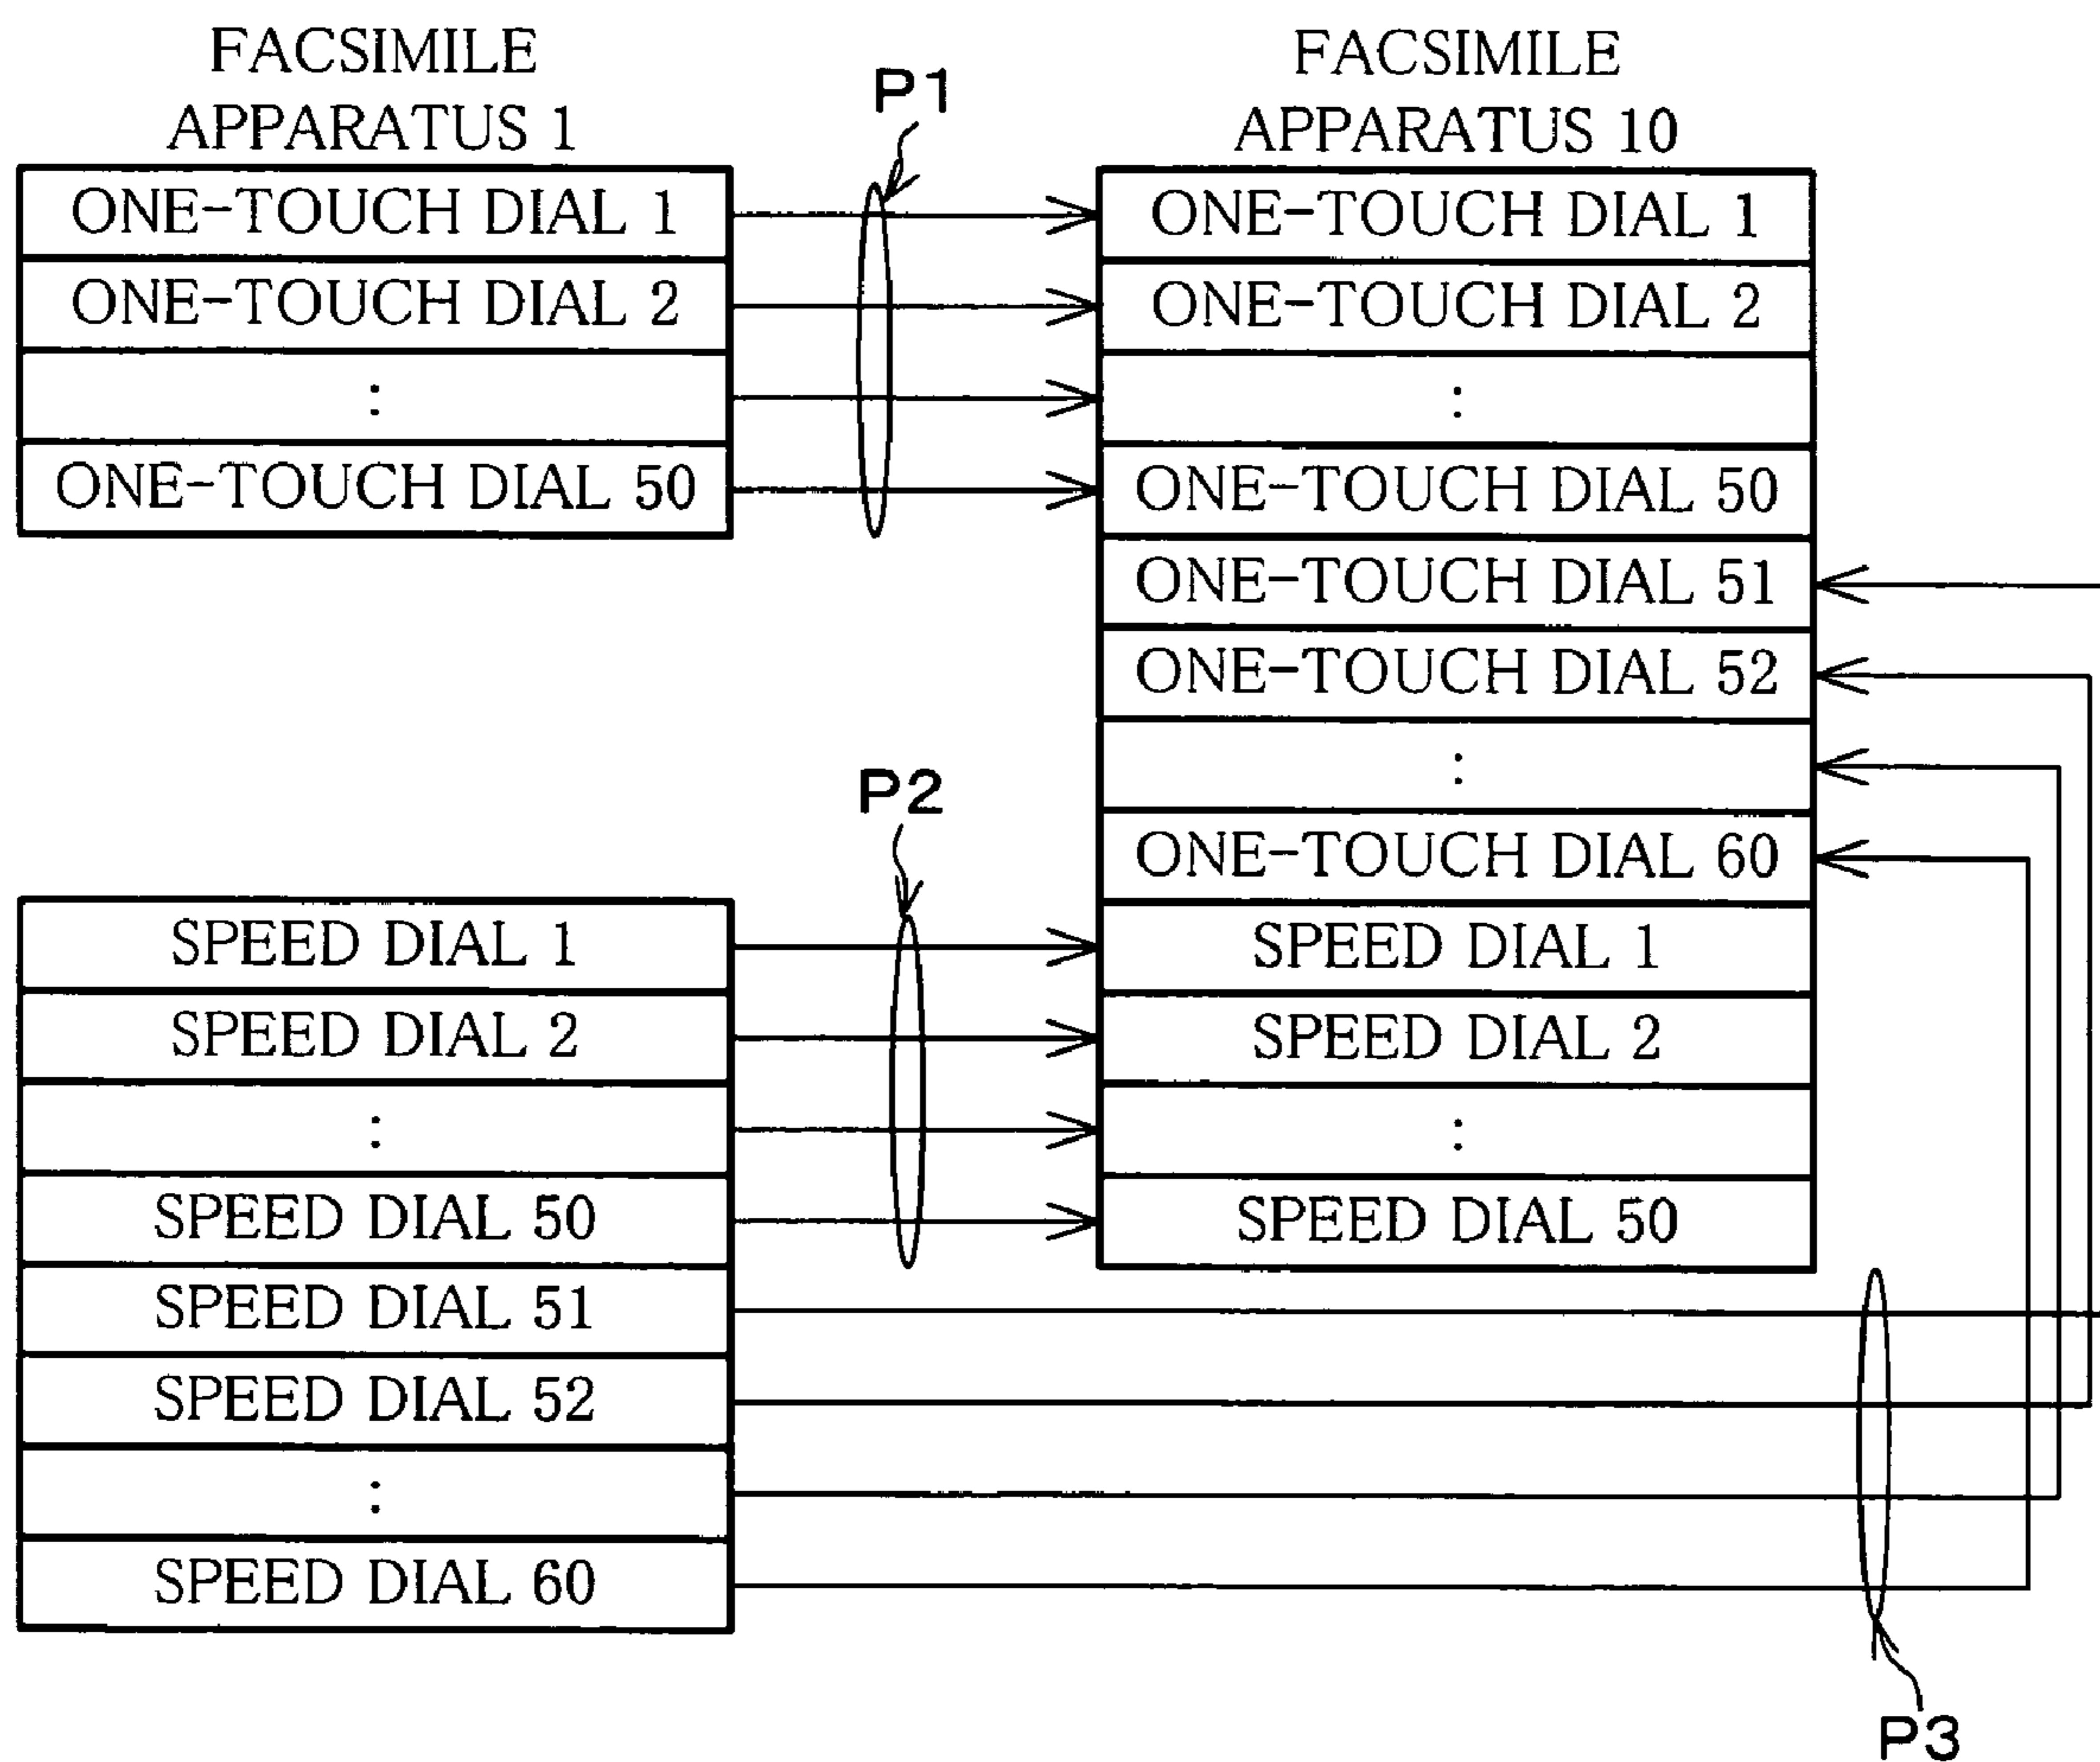 FACSIMILE
APPARATUS 1
ONE-TOUCH DIAL 1
ONE-TOUCH DIAL 2
:
ONE-TOUCH DIAL 50
P1
FACSIMILE
APPARATUS 10
ONE-TOUCH DIAL 1
ONE-TOUCH DIAL 2
:
ONE-TOUCH DIAL 50
ONE-TOUCH DIAL 51
ONE-TOUCH DIAL 52
:
ONE-TOUCH DIAL 60
SPEED DIAL 1
SPEED DIAL 2
:
SPEED DIAL 50
P2
SPEED DIAL 1
SPEED DIAL 2
:
SPEED DIAL 50
SPEED DIAL 51
SPEED DIAL 52
:
SPEED DIAL 60
P3